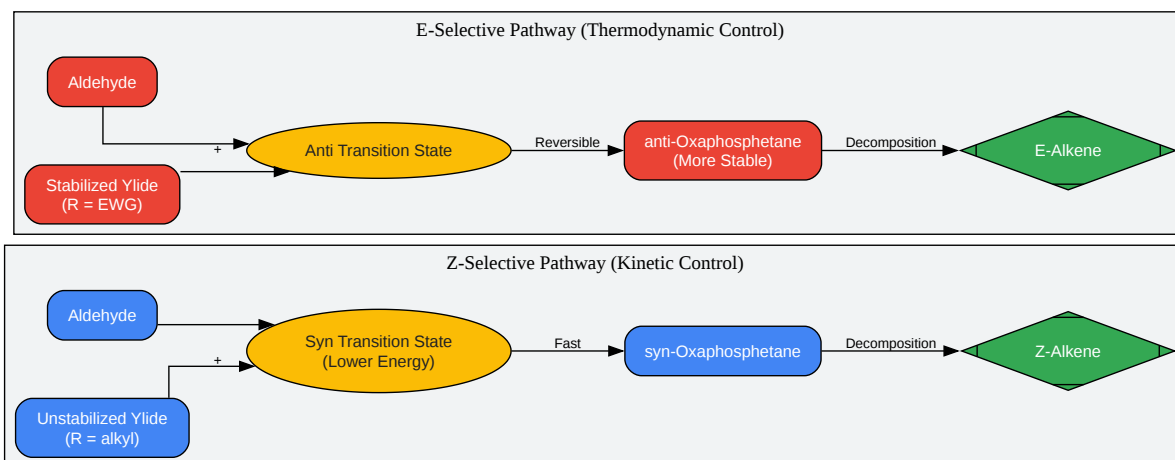 E-Selective Pathway (Thermodynamic Control)
Aldehyde
+
Stabilized Ylide
(R = EWG)
Anti Transition State
Reversible
anti-Oxaphosphetane
(More Stable)
Decomposition
E-Alkene
Z-Selective Pathway (Kinetic Control)
Aldehyde
+
Unstabilized Ylide
(R = alkyl)
Syn Transition State
(Lower Energy)
Fast
syn-Oxaphosphetane
Decomposition
Z-Alkene